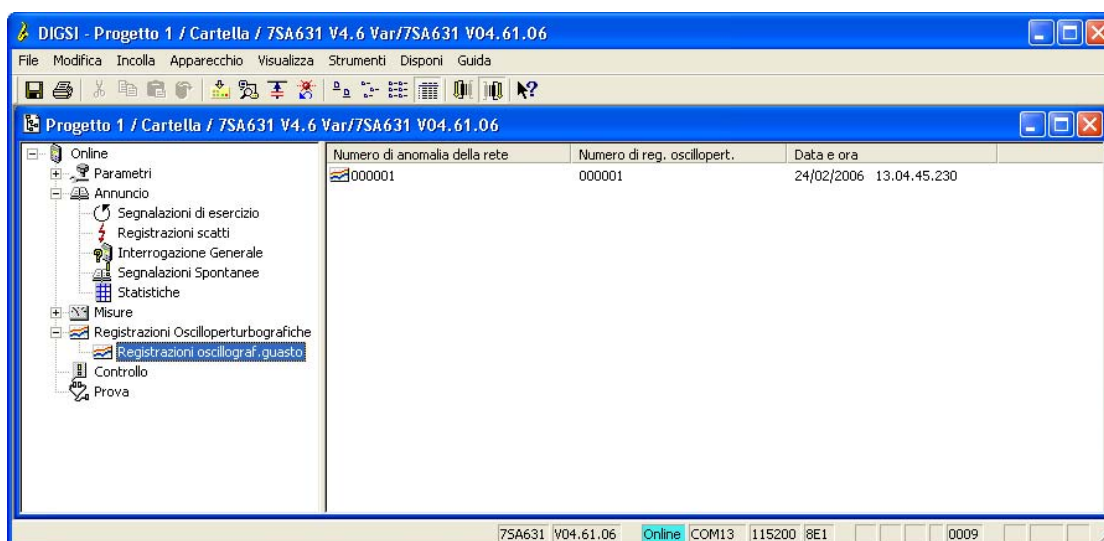 DIGSI - Progetto 1 / Cartella / 7SA631 V4.6 Var/7SA631 V04.61.06
File Modifica Incolla Apparecchio Visualizza Strumenti Disponi Guida
Progetto 1 / Cartella / 7SA631 V4.6 Var/7SA631 V04.61.06
Online
Parametri
Annuncio
Segnalazioni di esercizio
Registrazioni scatti
Interrogazione Generale
Segnalazioni Spontanee
Statistiche
Misure
Registrazioni Oscilloperturbografiche
Registrazioni oscillograf.guasto
Controllo
Prova
Numero di anomalia della rete Numero di reg. oscillopert. Data e ora
000001 000001 24/02/2006 13.04.45.230
7SA631 V04.61.06 Online COM13 115200 8E1 0009